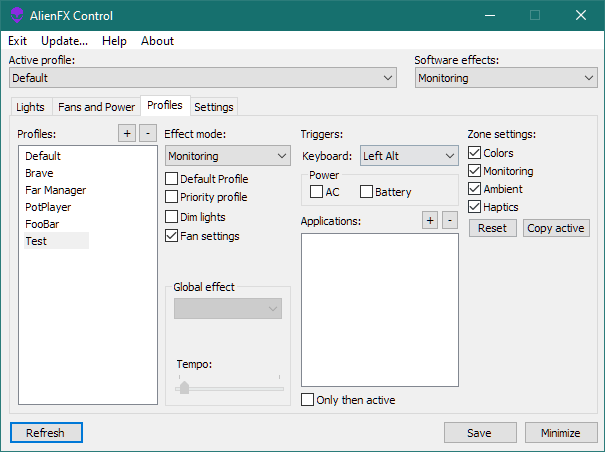 AlienFX Control
Exit Update... Help About
Active profile: Software effects:
Default Monitoring
Lights Fans and Power Profiles Settings
Profiles: + - Effect mode: Triggers: Zone settings:
Default Monitoring Keyboard: Left Alt Colors
Brave Default Profile Power Monitoring
Far Manager Priority profile AC Battery Ambient
PotPlayer Dim lights Haptics
FooBar Fan settings Applications: + - Reset Copy active
Test
Global effect
Tempo:
Only then active
Refresh Save Minimize